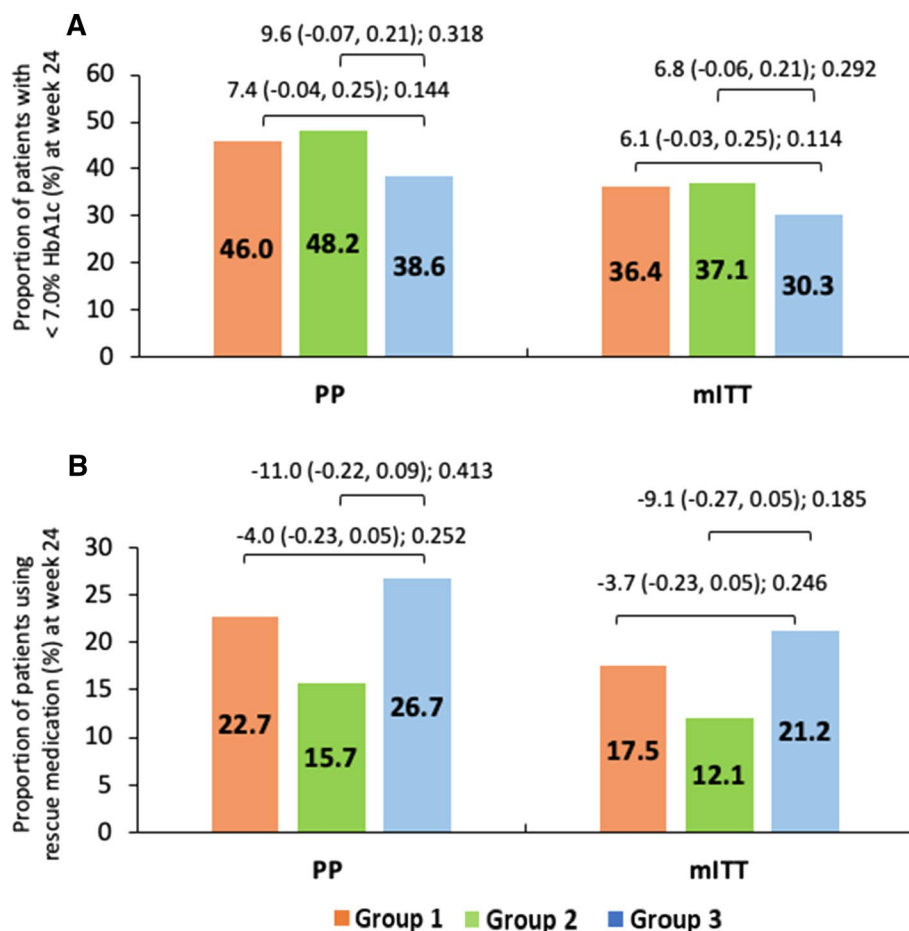 A
9.6 (-0.07, 0.21); 0.318
7.4 (-0.04, 0.25); 0.144
6.8 (-0.06, 0.21); 0.292
6.1 (-0.03, 0.25); 0.114
Proportion of patients with
< 7.0% HbA1c (%) at week 24
60
50
40
30
20
10
0
46.0
48.2
38.6
36.4
37.1
30.3
PP
mITT
B
-11.0 (-0.22, 0.09); 0.413
-4.0 (-0.23, 0.05); 0.252
-9.1 (-0.27, 0.05); 0.185
-3.7 (-0.23, 0.05); 0.246
Proportion of patients using
rescue medication (%) at week 24
30
25
20
15
10
5
0
22.7
15.7
26.7
17.5
12.1
21.2
PP
mITT
Group 1
Group 2
Group 3